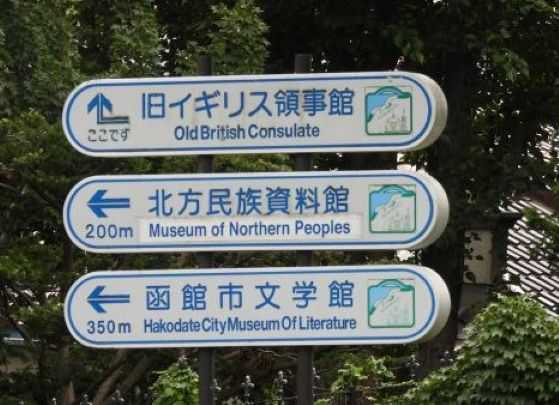 旧イギリス領事館
ここです
Old British Consulate
北方民族資料館
200m
Museum of Northern Peoples
函館市文学館
350m
Hakodate City Museum Of Literature